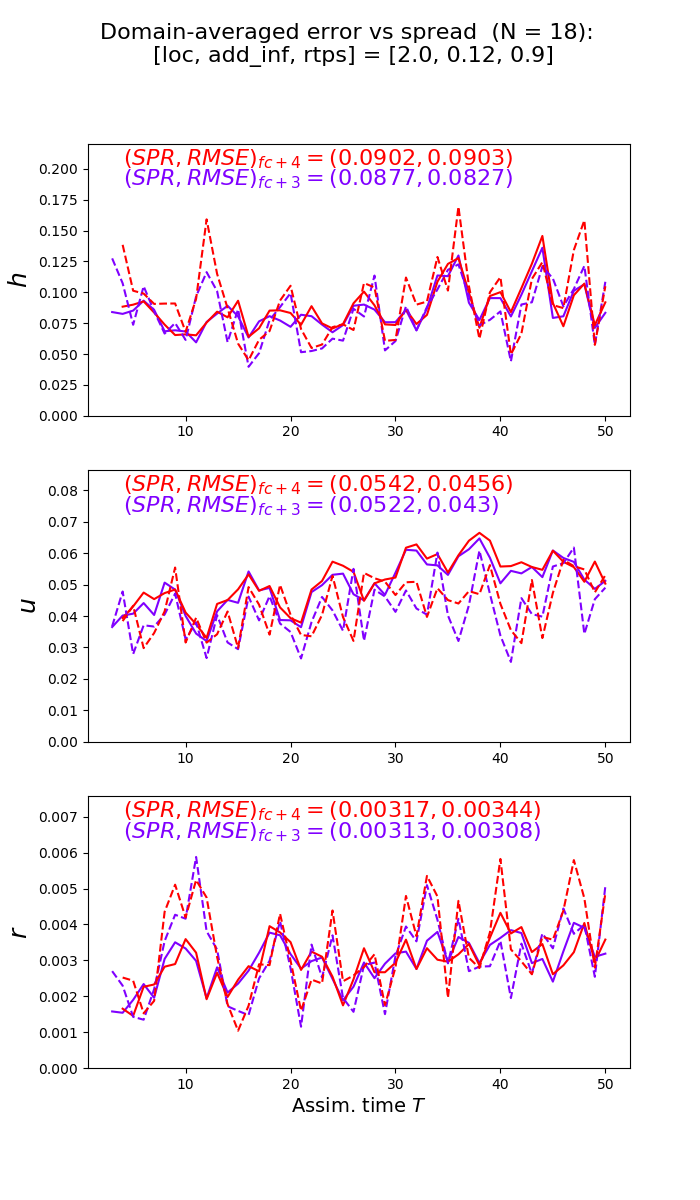 Domain-averaged error vs spread (N = 18):
[loc, add_inf, rtps] = [2.0, 0.12, 0.9]
(SPR, RMSE)fc+4 = (0.0902, 0.0903)
(SPR, RMSE)fc+3 = (0.0877, 0.0827)
0.200
0.175
0.150
0.125
0.100
0.075
0.050
0.025
0.000
h
10 20 30 40 50
(SPR, RMSE)fc+4 = (0.0542, 0.0456)
(SPR, RMSE)fc+3 = (0.0522, 0.043)
0.08
0.07
0.06
0.05
0.04
0.03
0.02
0.01
0.00
u
10 20 30 40 50
(SPR, RMSE)fc+4 = (0.00317, 0.00344)
(SPR, RMSE)fc+3 = (0.00313, 0.00308)
0.007
0.006
0.005
0.004
0.003
0.002
0.001
0.000
r
10 20 30 40 50
Assim. time T